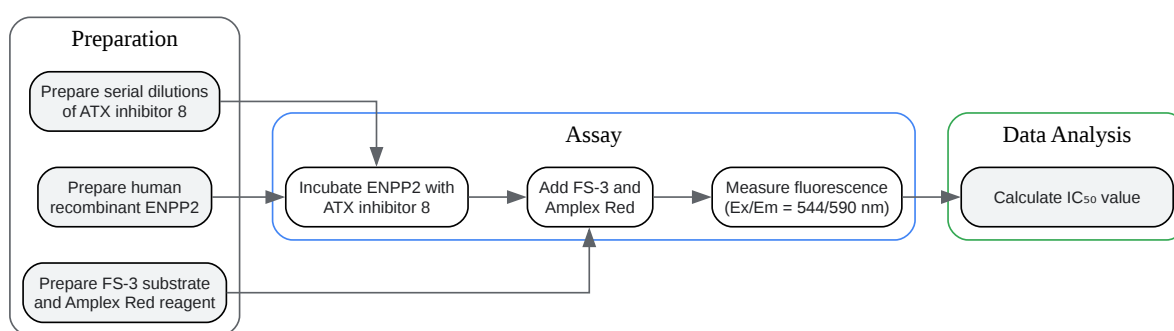 Preparation
Prepare serial dilutions
of ATX inhibitor 8
Prepare human
recombinant ENPP2
Prepare FS-3 substrate
and Amplex Red reagent
Assay
Incubate ENPP2 with
ATX inhibitor 8
Add FS-3 and
Amplex Red
Measure fluorescence
(Ex/Em = 544/590 nm)
Data Analysis
Calculate IC₅₀ value